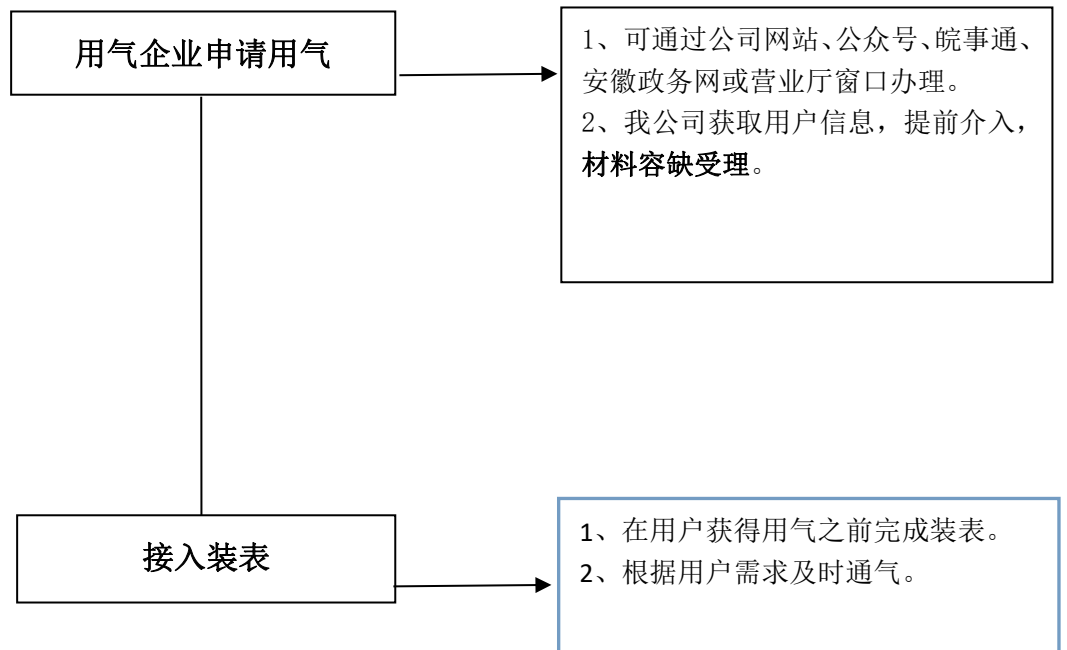 用气企业申请用气
1、可通过公司网站、公众号、皖事通、
安徽政务网或营业厅窗口办理。
2、我公司获取用户信息，提前介入，
材料容缺受理。
接入装表
1、在用户获得用气之前完成装表。
2、根据用户需求及时通气。